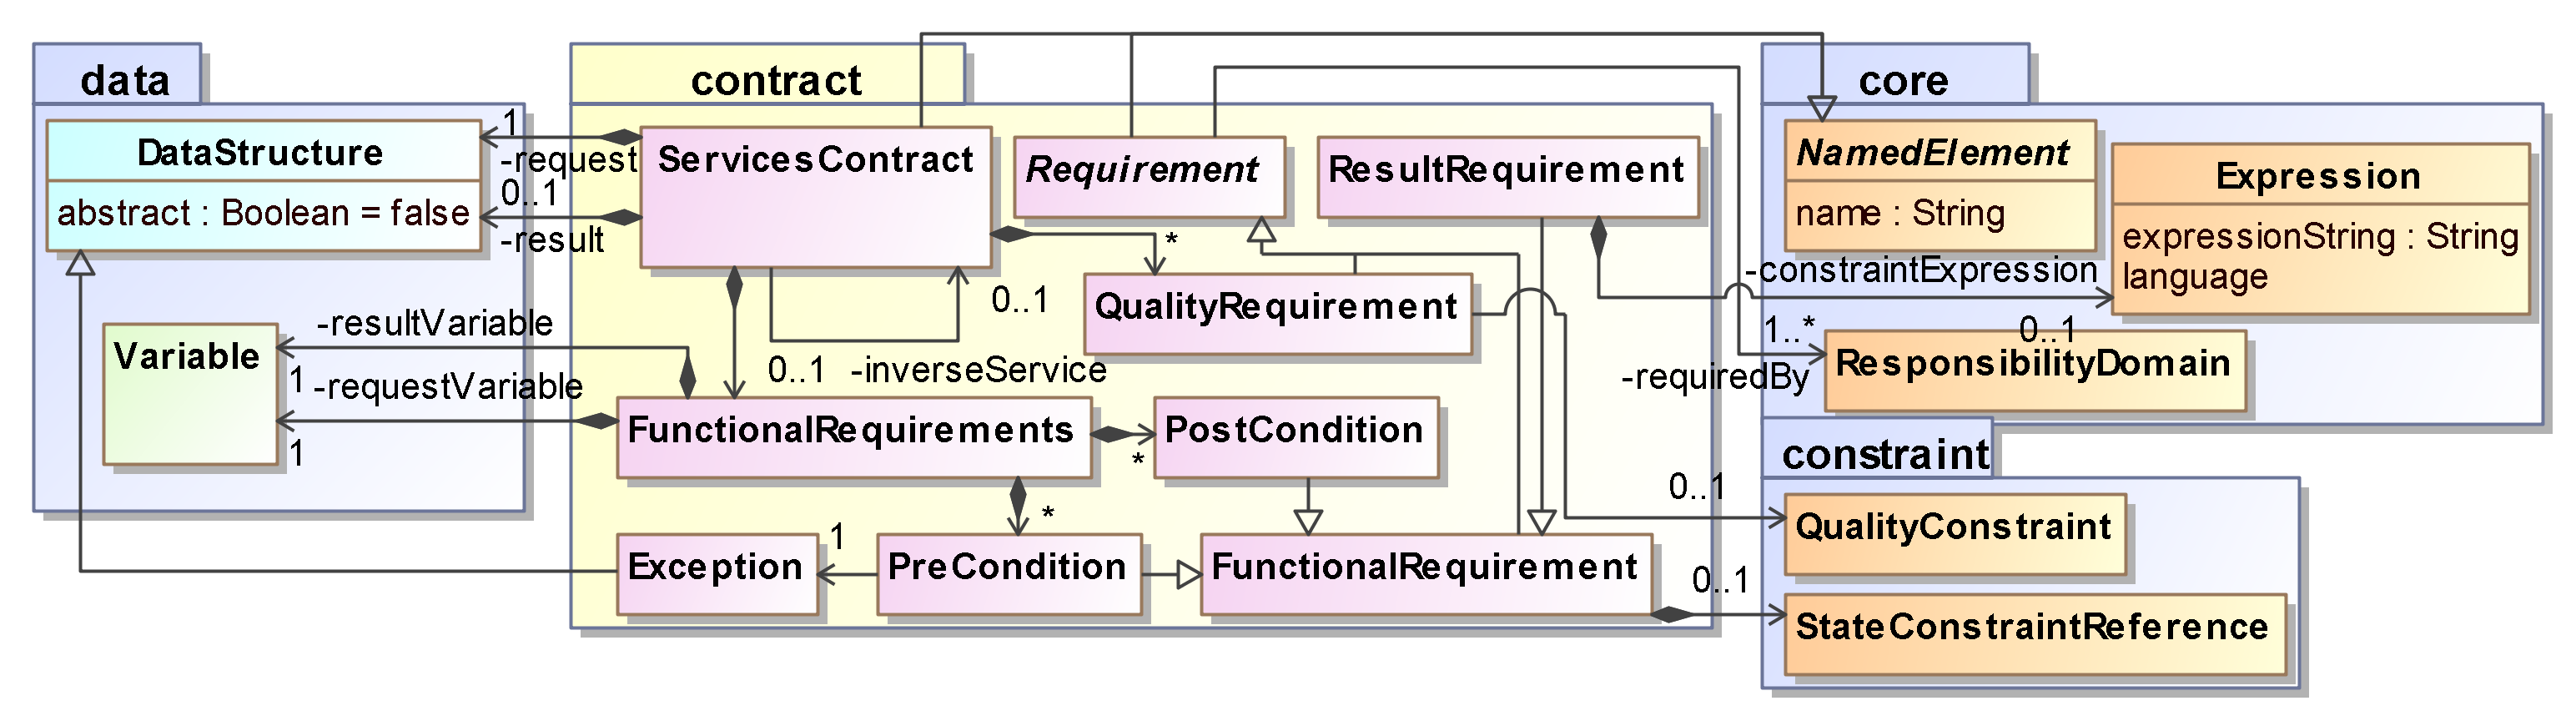 data
DataStructure
abstract : Boolean = false
1
-request
0..1
-result
Variable
-resultVariable
1
-requestVariable
1
contract
ServicesContract
Requirement
ResultRequirement
*
QualityRequirement
0..1
0..1
-inverseService
FunctionalRequirements
PostCondition
*
*
Exception
1
PreCondition
FunctionalRequirement
core
NamedElement
name : String
Expression
expressionString : String
language
-constraintExpression
0..1
1..*
-requiredBy
ResponsibilityDomain
constraint
0..1
QualityConstraint
0..1
StateConstraintReference